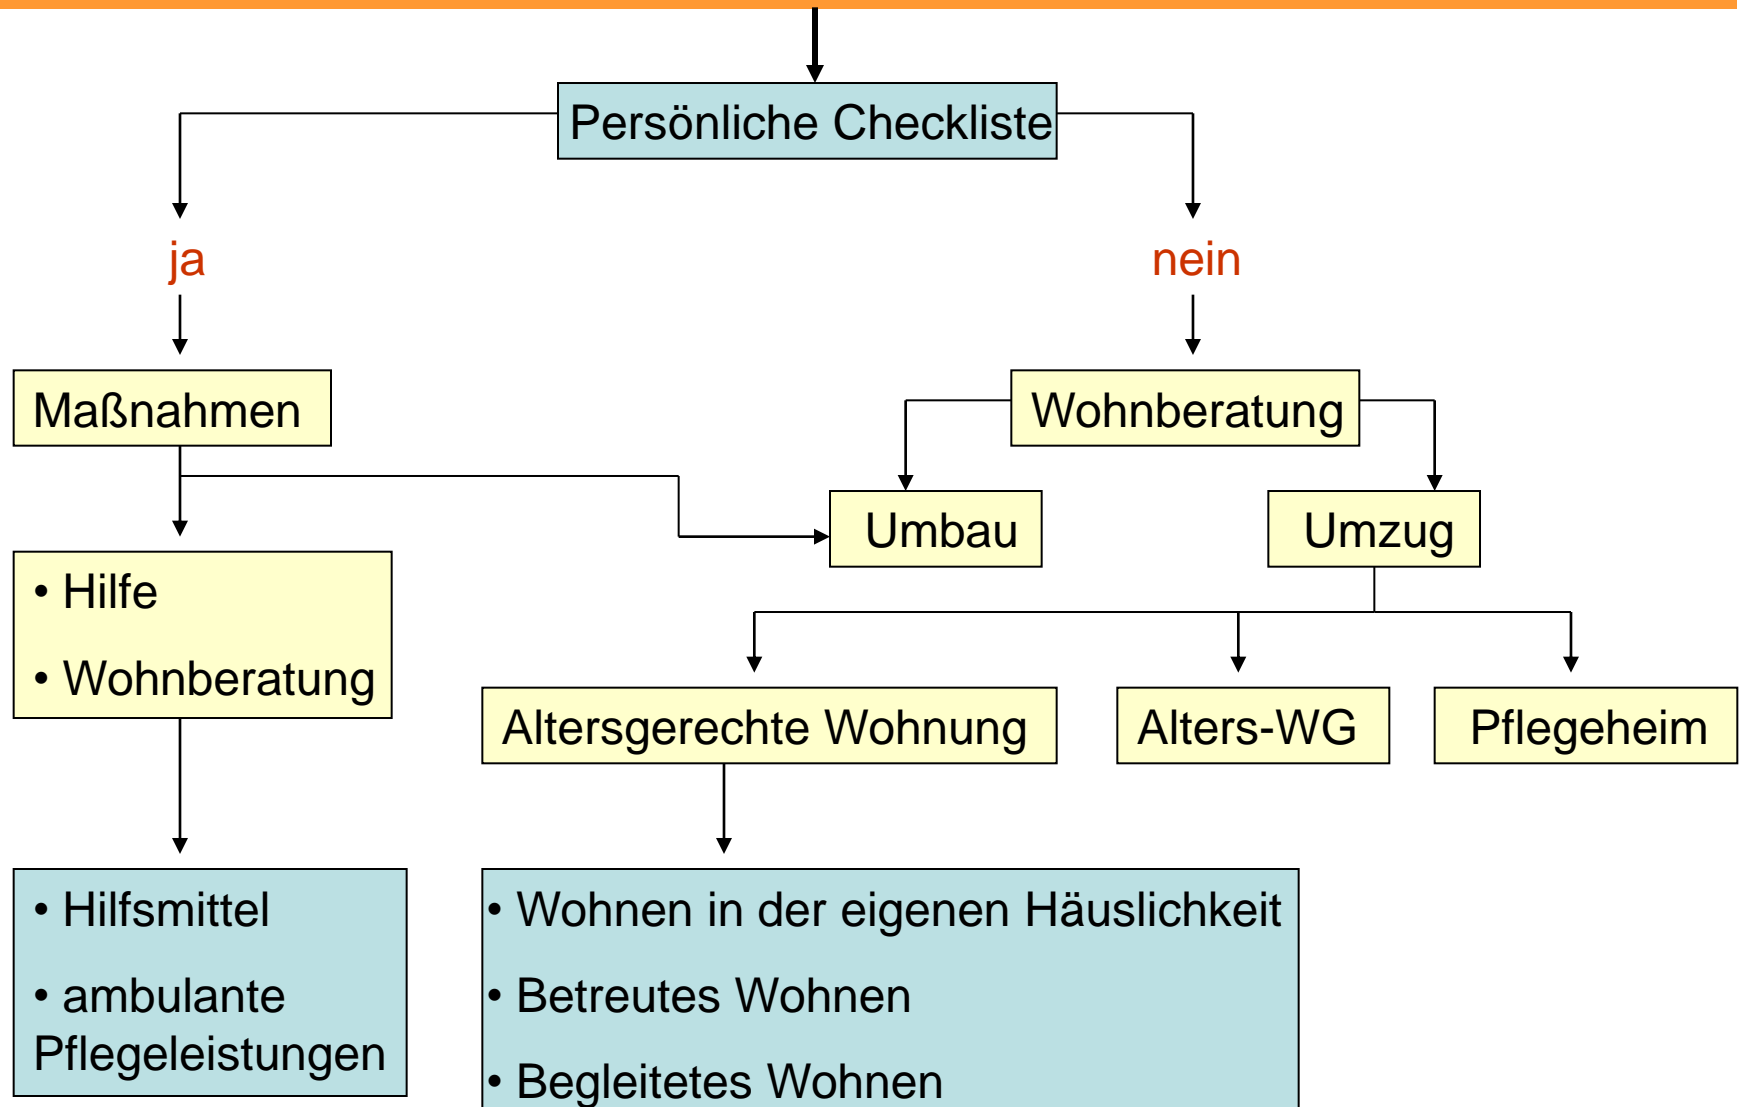 Persönliche Checkliste
ja
nein
Maßnahmen
Wohnberatung
Umbau
Umzug
• Hilfe
• Wohnberatung
Altersgerechte Wohnung
Alters-WG
Pflegeheim
• Hilfsmittel
• ambulante
Pflegeleistungen
• Wohnen in der eigenen Häuslichkeit
• Betreutes Wohnen
• Begleitetes Wohnen